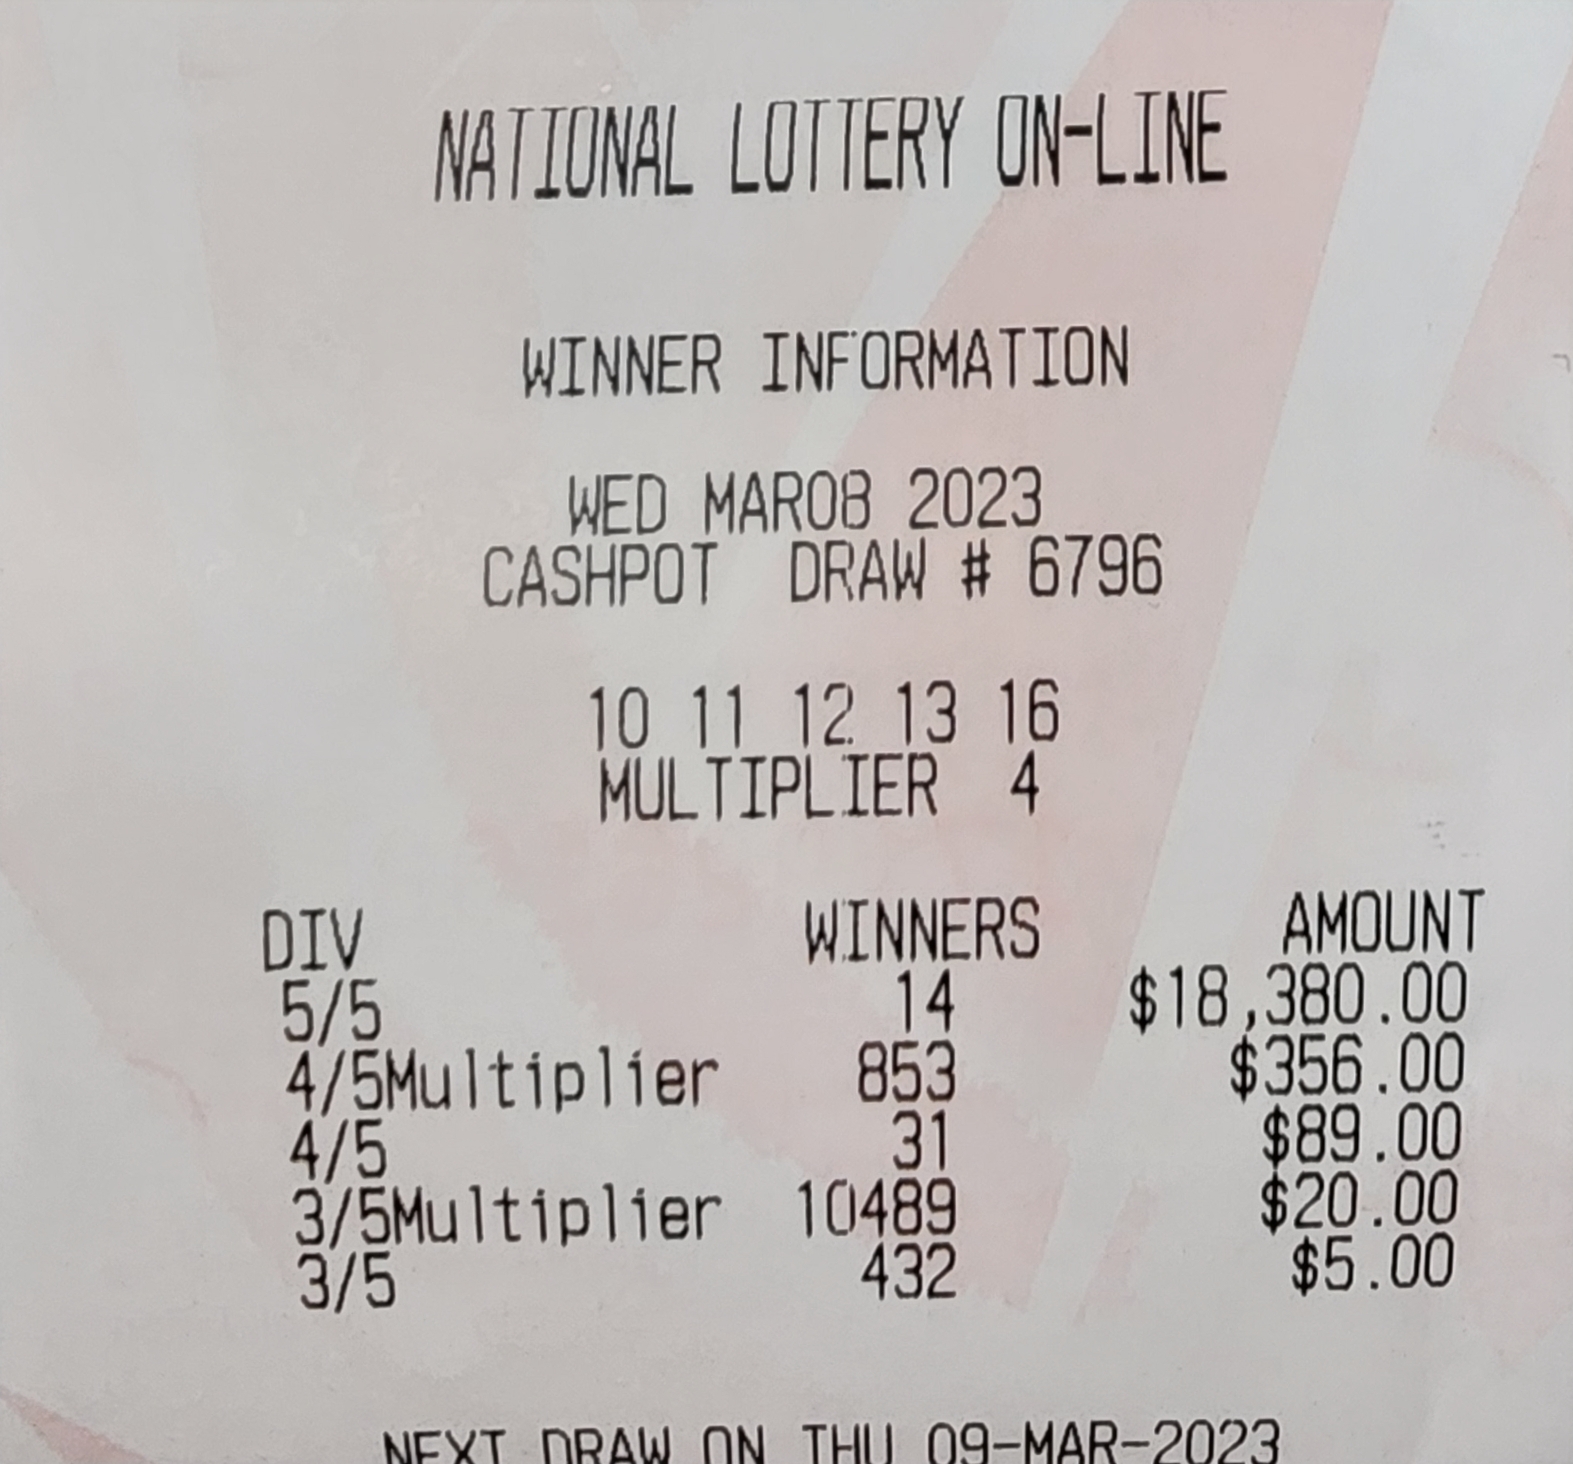 NATIONAL LOTTERY ON-LINE
WINNER INFORMATION
WED MAR08 2023
CASHPOT DRAW # 6796
10 11 12 13 16
MULTIPLIER 4
DIV WINNERS AMOUNT
5/5 14 $18,380.00
4/5Multiplier 853 $356.00
4/5 31 $89.00
3/5Multiplier 10489 $20.00
3/5 432 $5.00
NEXT DRAW ON THU 09-MAR-2023